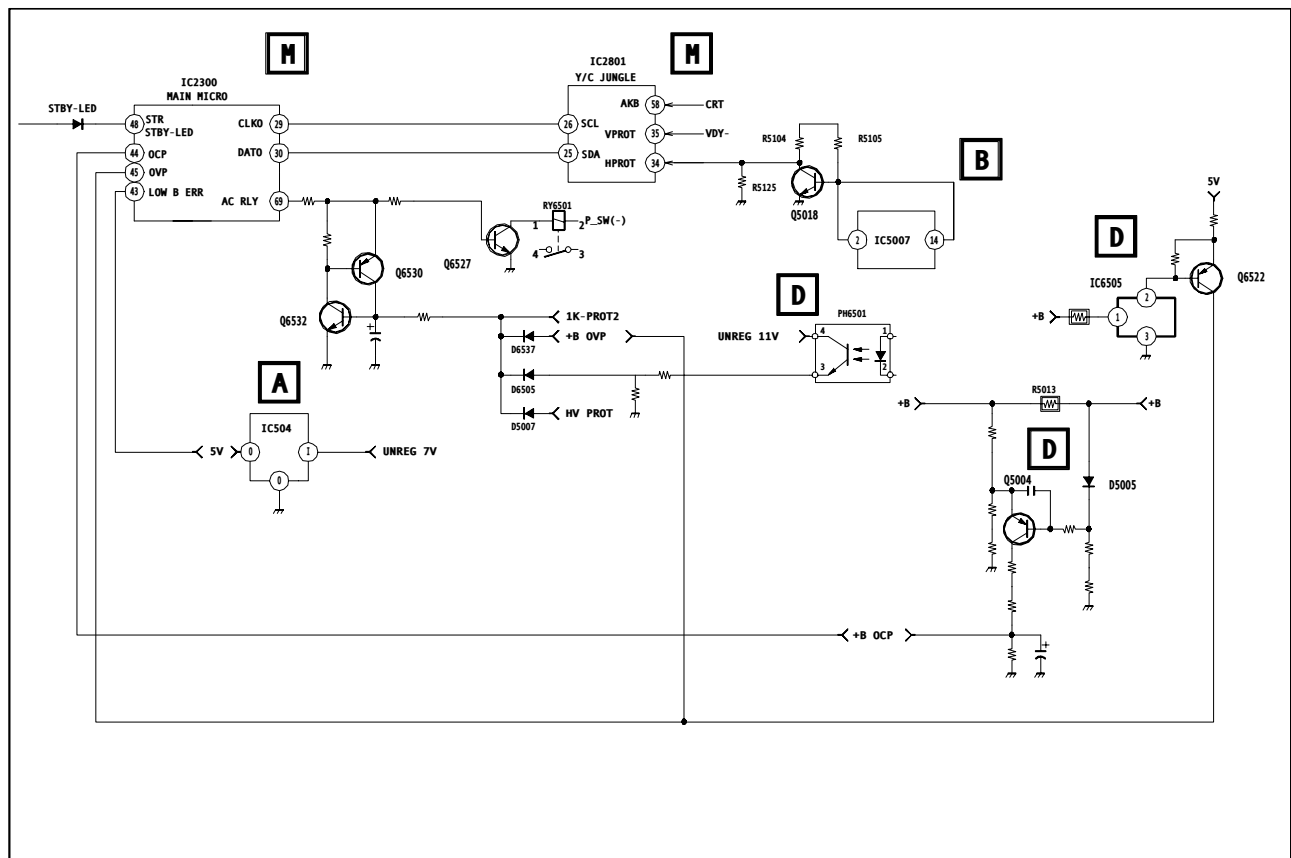 M
M
IC2300
MAIN MICRO
IC2801
Y/C JUNGLE
STBY-LED
48
STR
STBY-LED
CLKO
29
26
SCL
AKB
58
CRT
VPROT
35
VDY-
44
OCP
DATO
30
25
SDA
HPROT
34
45
OVP
43
LOW B ERR
AC RLY
69
R5104
R5105
R5125
Q5018
B
2
IC5007
14
5V
D
Q6522
IC6505
2
+B
1
3
RY6501
1
2
P_SW(-)
4
3
Q6527
Q6530
Q6532
1K-PROT2
+B OVP
D6537
D6505
HV PROT
D5007
D
PH6501
UNREG 11V
4
1
3
2
A
IC504
5V
O
I
UNREG 7V
O
+B
R5013
+B
D
Q5004
D5005
+B OCP
+
+